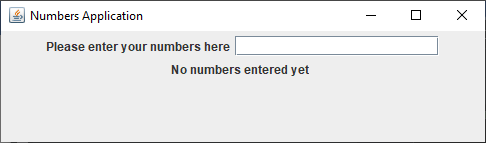 Numbers Application
Please enter your numbers here
No numbers entered yet